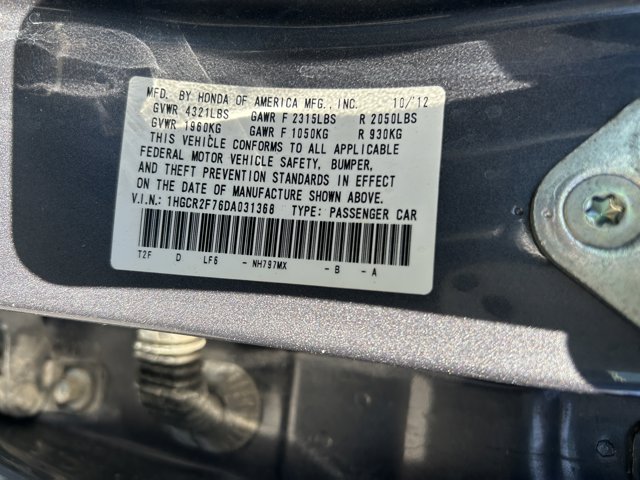 MFD. BY HONDA OF AMERICA MFG., INC. 10/12
GVWR 4321LBS GAWR F 2315LBS R 2050LBS
GVWR 1960KG GAWR F 1050KG R 930KG
THIS VEHICLE CONFORMS TO ALL APPLICABLE
FEDERAL MOTOR VEHICLE SAFETY, BUMPER,
AND THEFT PREVENTION STANDARDS IN EFFECT
ON THE DATE OF MANUFACTURE SHOWN ABOVE.
V.I.N.: 1HGCR2F76DA031368 TYPE: PASSENGER CAR
T2F D LF6 - NH797MX - B - A